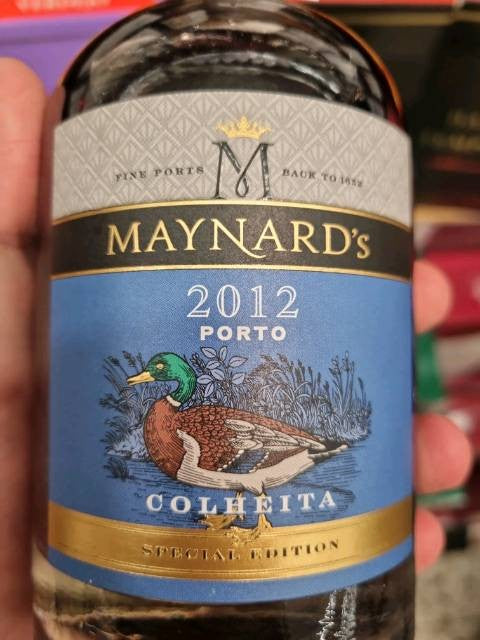 M
FINE PORTS BACK TO 1652
MAYNARD'S
2012
PORTO
COLHEITA
SPECIAL EDITION